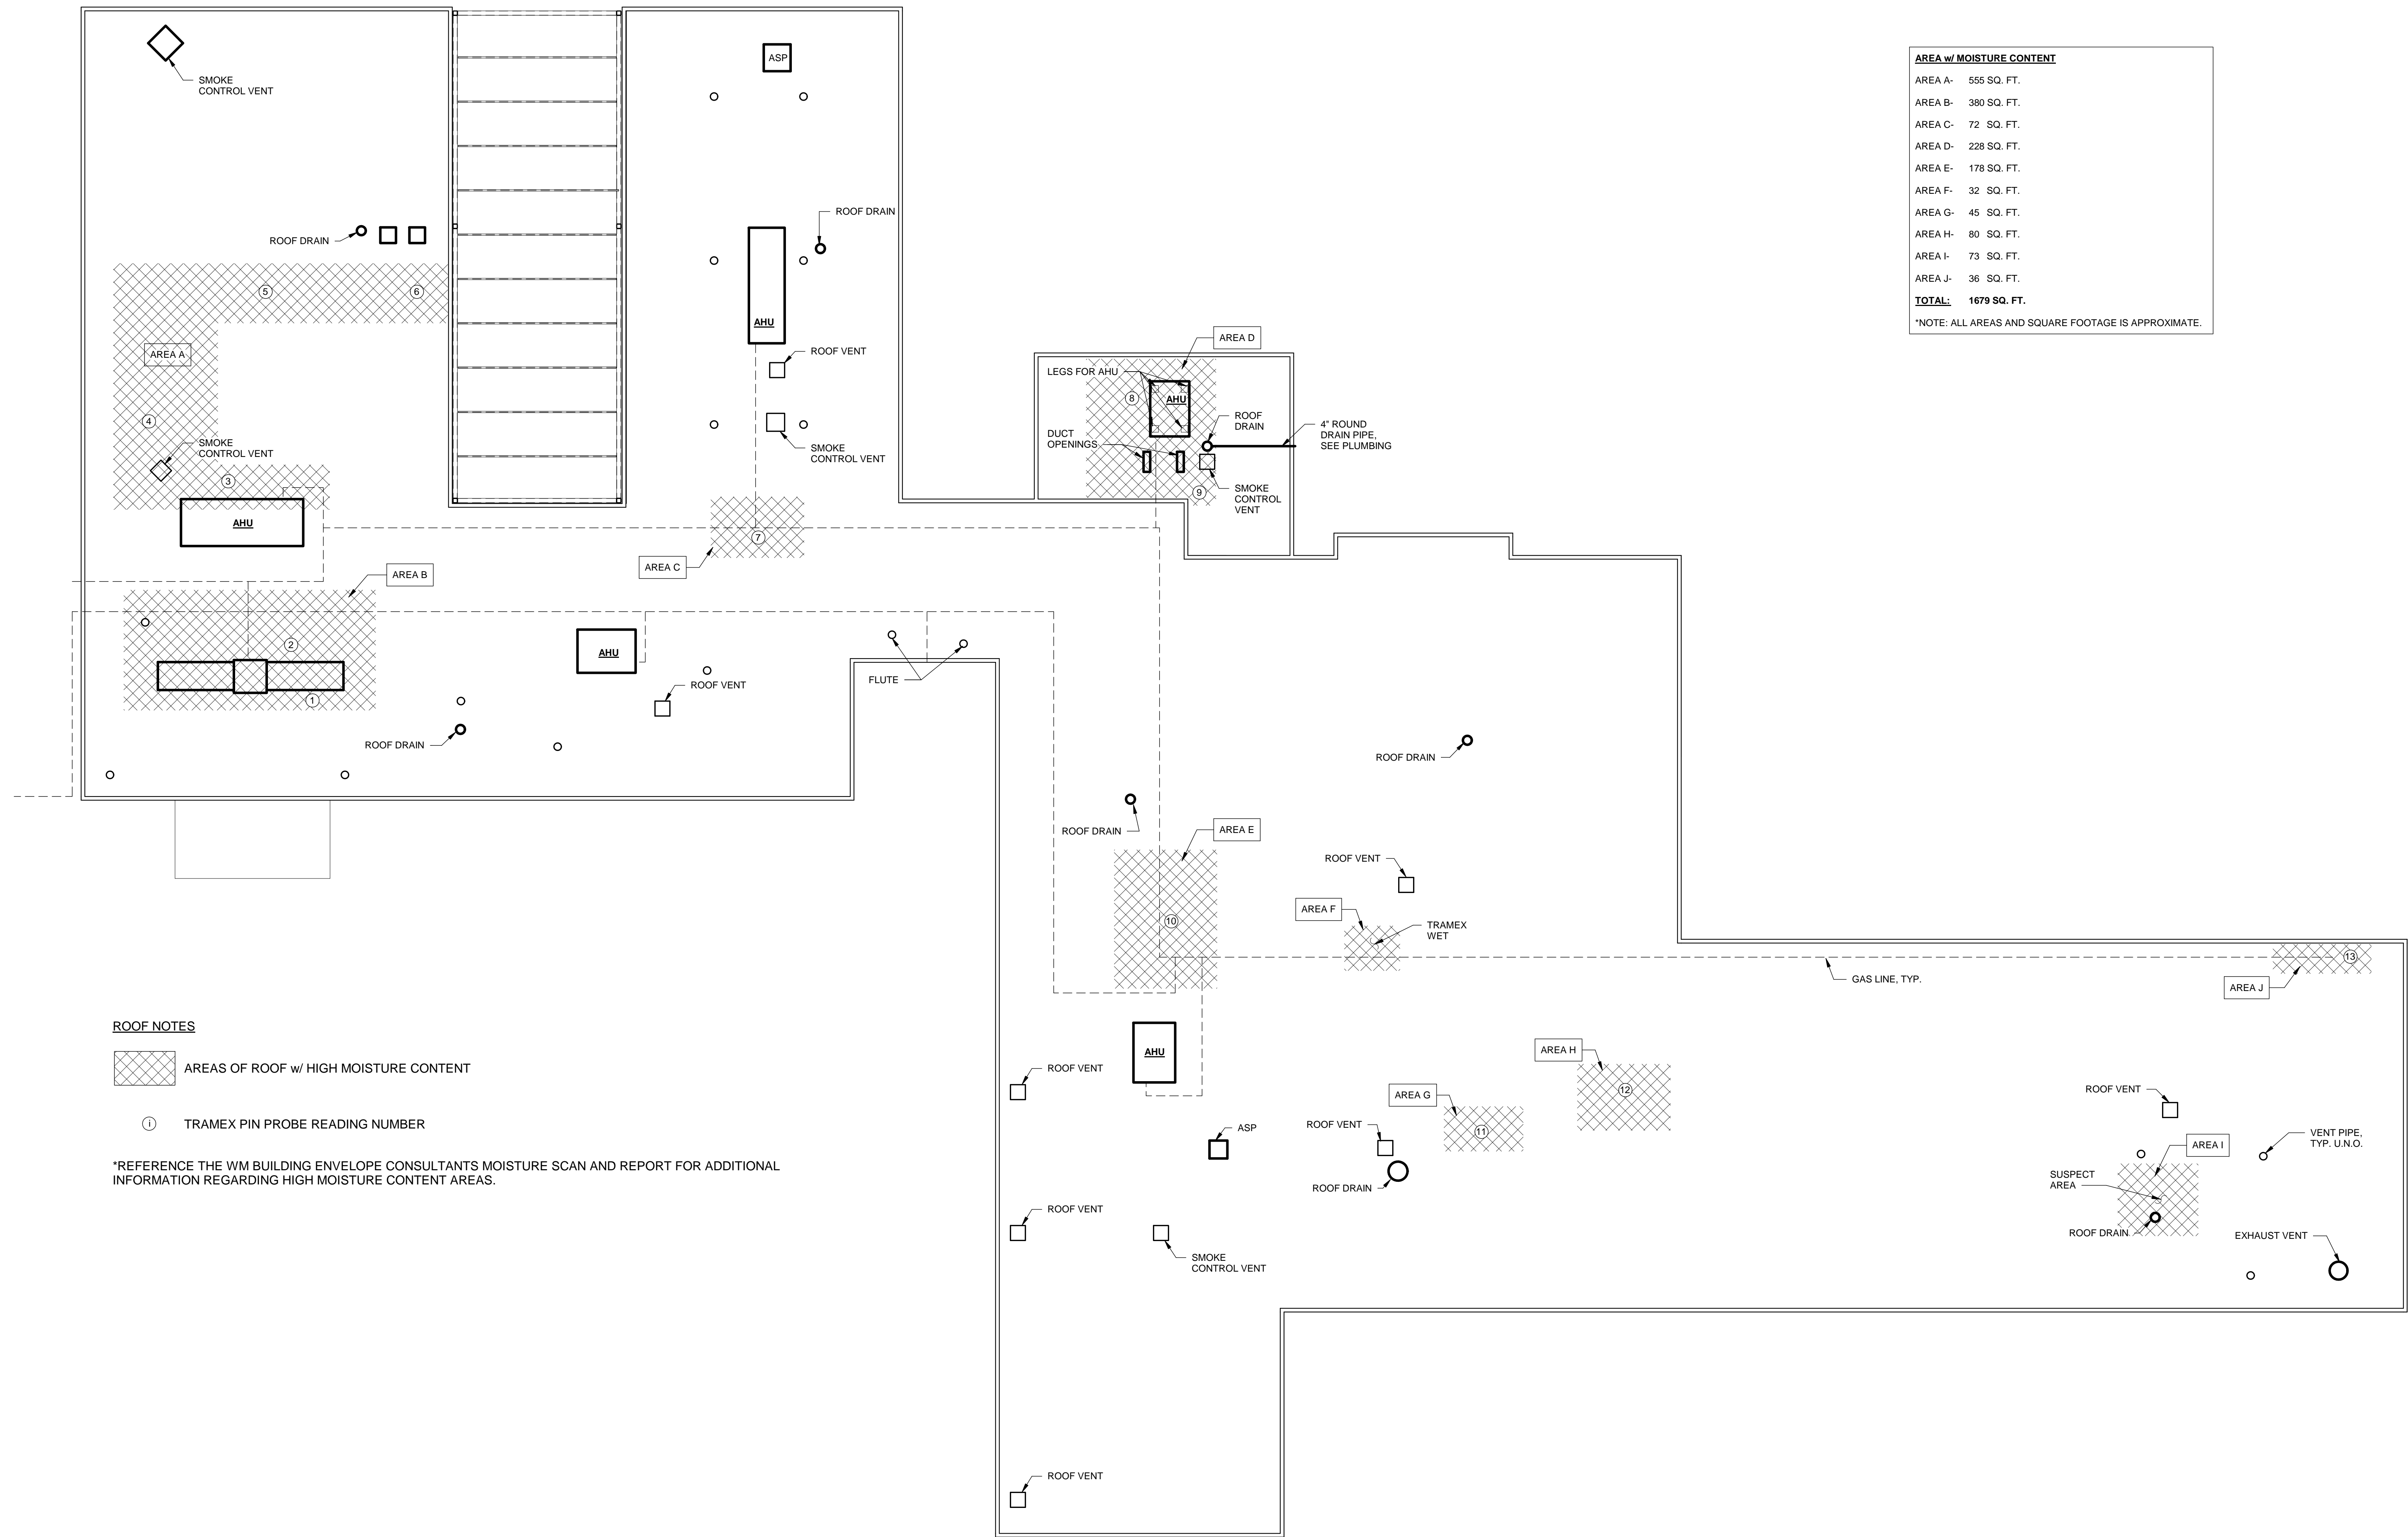 SMOKE
CONTROL VENT
ASP
AREA w/ MOISTURE CONTENT
AREA A- 555 SQ. FT.
AREA B- 380 SQ. FT.
AREA C- 72 SQ. FT.
AREA D- 228 SQ. FT.
AREA E- 178 SQ. FT.
AREA F- 32 SQ. FT.
AREA G- 45 SQ. FT.
AREA H- 80 SQ. FT.
AREA I- 73 SQ. FT.
AREA J- 36 SQ. FT.
TOTAL: 1679 SQ. FT.
*NOTE: ALL AREAS AND SQUARE FOOTAGE IS APPROXIMATE.
ROOF DRAIN
ROOF DRAIN
5
6
AHU
AREA A
ROOF VENT
4
SMOKE
CONTROL VENT
SMOKE
CONTROL VENT
3
AHU
AREA D
LEGS FOR AHU
8
AHU
ROOF
DRAIN
DUCT
OPENINGS
4" ROUND
DRAIN PIPE,
SEE PLUMBING
9
SMOKE
CONTROL
VENT
7
AREA C
AREA B
2
1
AHU
ROOF VENT
FLUTE
ROOF DRAIN
ROOF DRAIN
ROOF DRAIN
AREA E
10
ROOF VENT
AREA F
TRAMEX
WET
GAS LINE, TYP.
13
AREA J
AHU
ROOF VENT
AREA H
12
AREA G
11
ASP
ROOF VENT
ROOF DRAIN
ROOF VENT
VENT PIPE,
TYP. U.N.O.
AREA I
SUSPECT
AREA
ROOF DRAIN
EXHAUST VENT
ROOF VENT
SMOKE
CONTROL VENT
ROOF VENT
ROOF NOTES
AREAS OF ROOF w/ HIGH MOISTURE CONTENT
i TRAMEX PIN PROBE READING NUMBER
*REFERENCE THE WM BUILDING ENVELOPE CONSULTANTS MOISTURE SCAN AND REPORT FOR ADDITIONAL
INFORMATION REGARDING HIGH MOISTURE CONTENT AREAS.